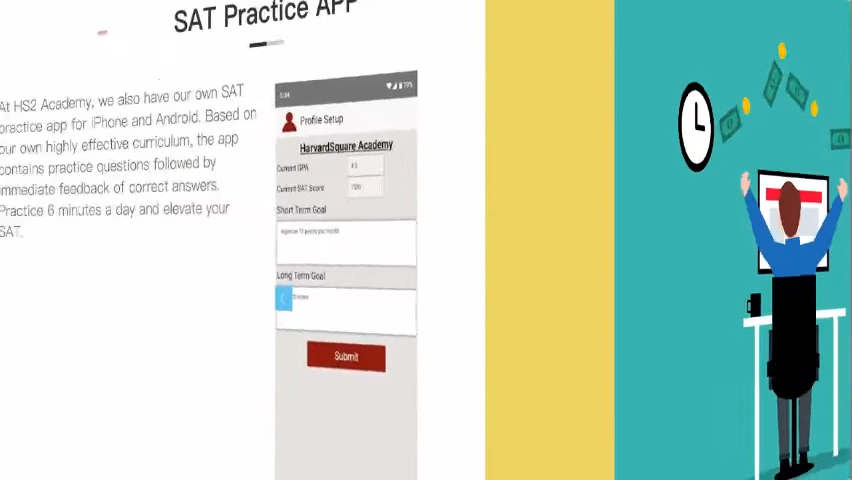 SAT Practice APP
At HS2 Academy, we also have our own SAT
practice app for iPhone and Android. Based on
our own highly effective curriculum, the app
contains practice questions followed by
immediate feedback of correct answers.
Practice 6 minutes a day and elevate your
SAT.
Profile Setup
HarvardSquare Academy
Current GPA
Current SAT Score
Short Term Goal
Long Term Goal
Submit